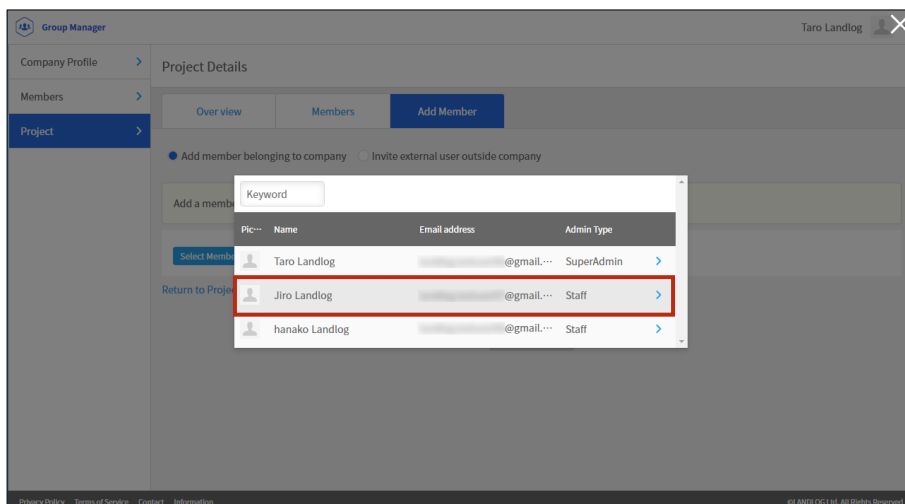 Group Manager
Taro Landlog
Company Profile
Members
Project
Project Details
Over view
Members
Add Member
Add member belonging to company
Invite external user outside company
Add a memb
Select Memb
Return to Proje
Keyword
Pic··· Name Email address Admin Type
Taro Landlog @gmail.··· SuperAdmin
Jiro Landlog @gmail.··· Staff
hanako Landlog @gmail.··· Staff
Privacy Policy Terms of Service Contact Information
©LANDLOG Ltd. All Rights Reserved.